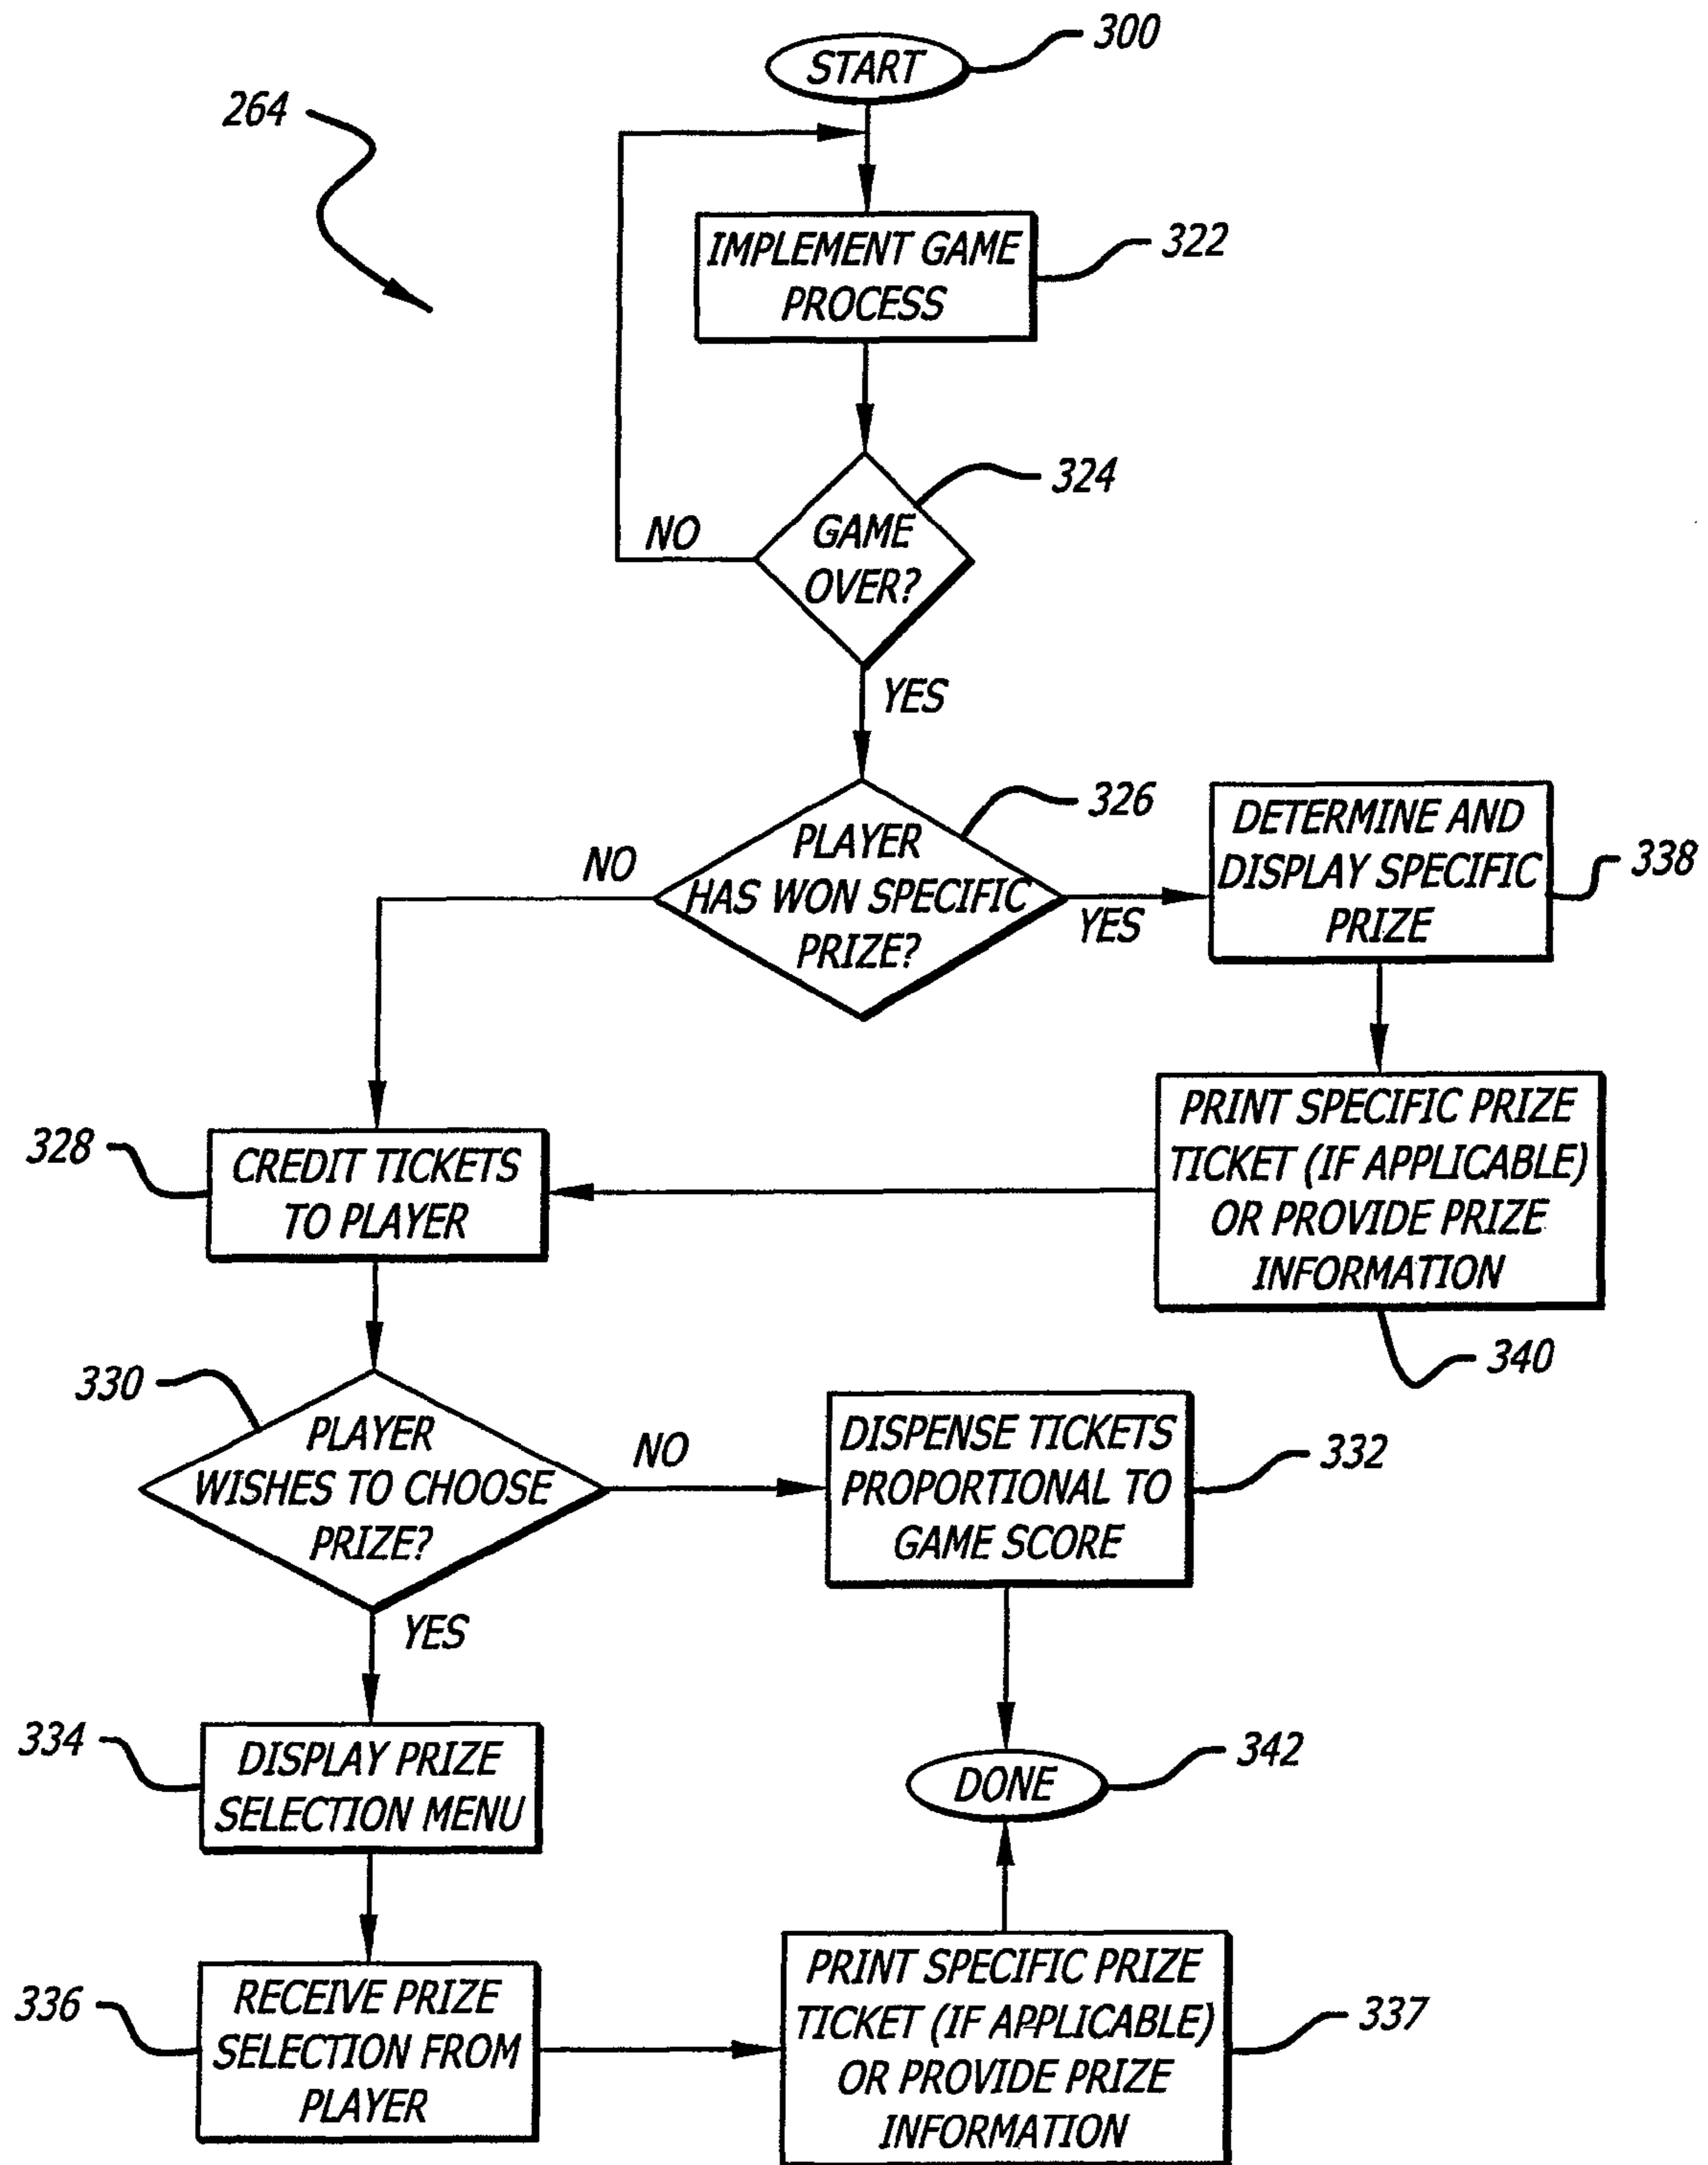 START
300
264
IMPLEMENT GAME
PROCESS
322
GAME
OVER?
324
NO
YES
PLAYER
HAS WON SPECIFIC
PRIZE?
326
NO
YES
DETERMINE AND
DISPLAY SPECIFIC
PRIZE
338
PRINT SPECIFIC PRIZE
TICKET (IF APPLICABLE)
OR PROVIDE PRIZE
INFORMATION
340
328
CREDIT TICKETS
TO PLAYER
330
PLAYER
WISHES TO CHOOSE
PRIZE?
NO
YES
DISPENSE TICKETS
PROPORTIONAL TO
GAME SCORE
332
334
DISPLAY PRIZE
SELECTION MENU
DONE
342
336
RECEIVE PRIZE
SELECTION FROM
PLAYER
PRINT SPECIFIC PRIZE
TICKET (IF APPLICABLE)
OR PROVIDE PRIZE
INFORMATION
337